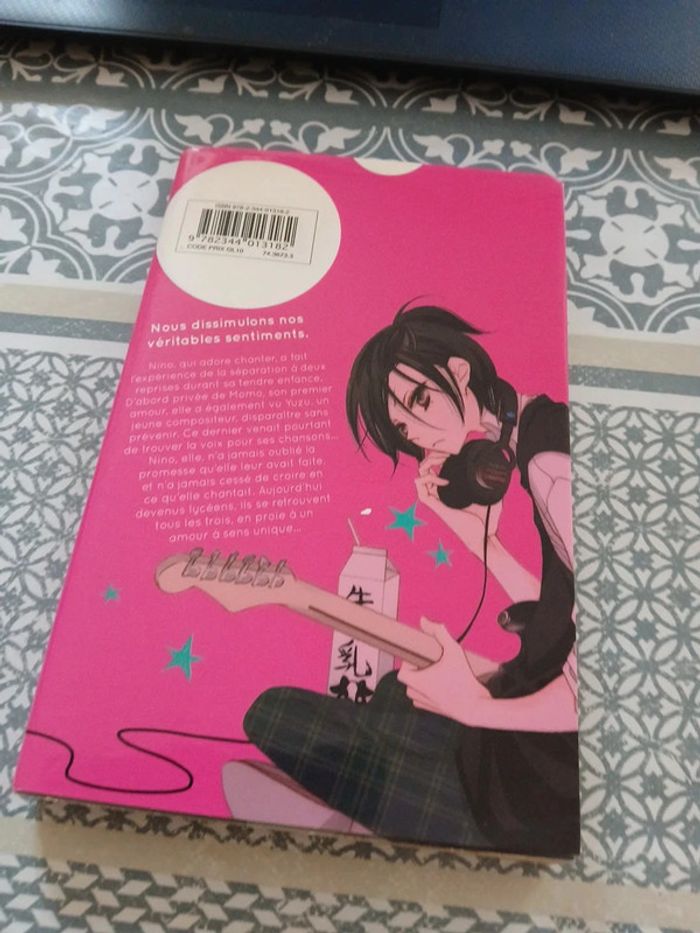 ISBN 978-2-344-01318-2
9 782344 013182
CODE PRIX GL10
74.3673.3
Nous dissimulons nos
véritables sentiments.
Nino, qui adore chanter, a fait
l'expérience de la séparation à deux
reprises durant sa tendre enfance.
D'abord privée de Momo, son premier
amour, elle a également vu Yuzu, un
jeune compositeur, disparaître sans
prévenir. Ce dernier venait pourtant
de trouver la voix pour ses chansons...
Nino, elle, n'a jamais oublié la
promesse qu'elle leur avait faite,
et n'a jamais cessé de croire en
ce qu'elle chantait. Aujourd'hui
devenus lycéens, ils se retrouvent
tous les trois, en proie à un
amour à sens unique...
牛
乳